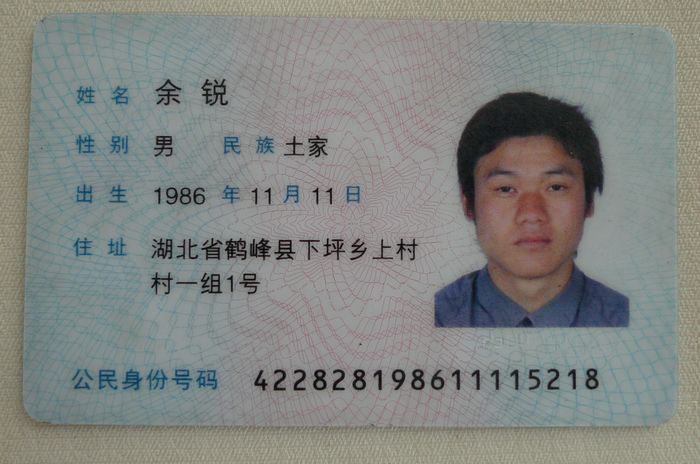 姓名 余锐
性别 男 民族 土家
出生 1986 年 11 月 11 日
住址 湖北省鹤峰县下坪乡上村
村一组1号
公民身份号码 422828198611115218